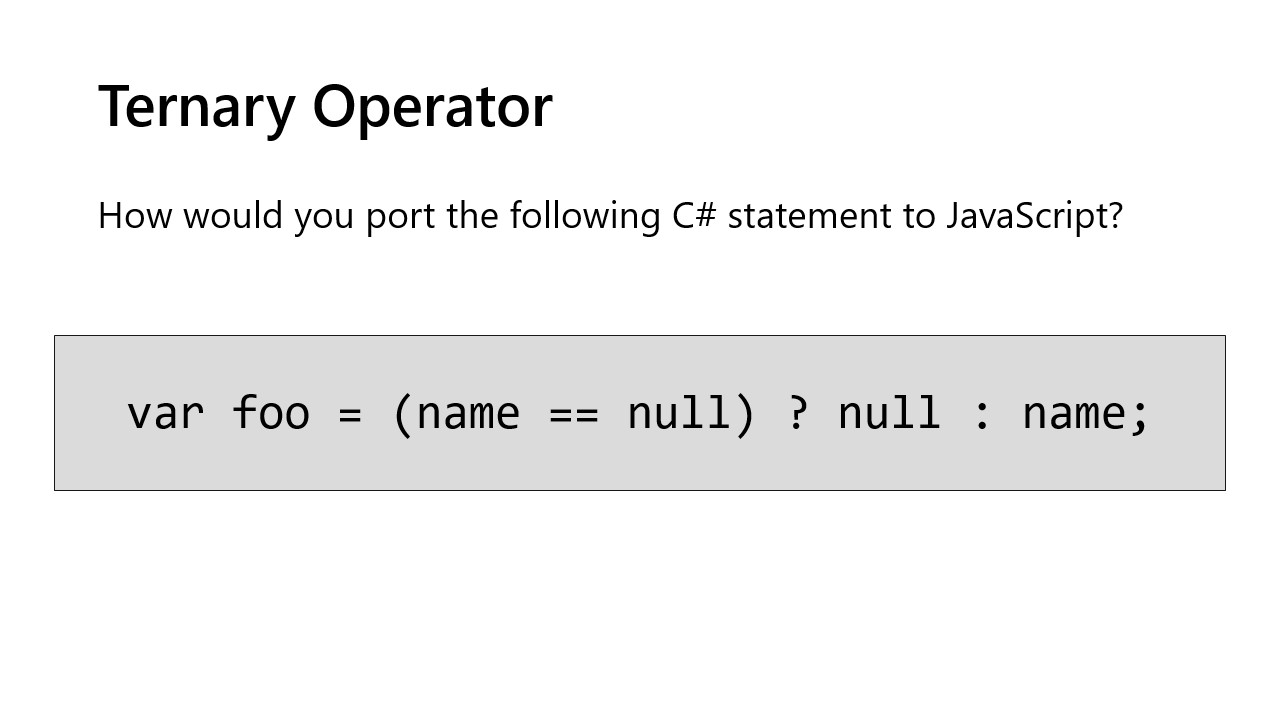 Ternary Operator
How would you port the following C# statement to JavaScript?
var foo = (name == null) ? null : name;